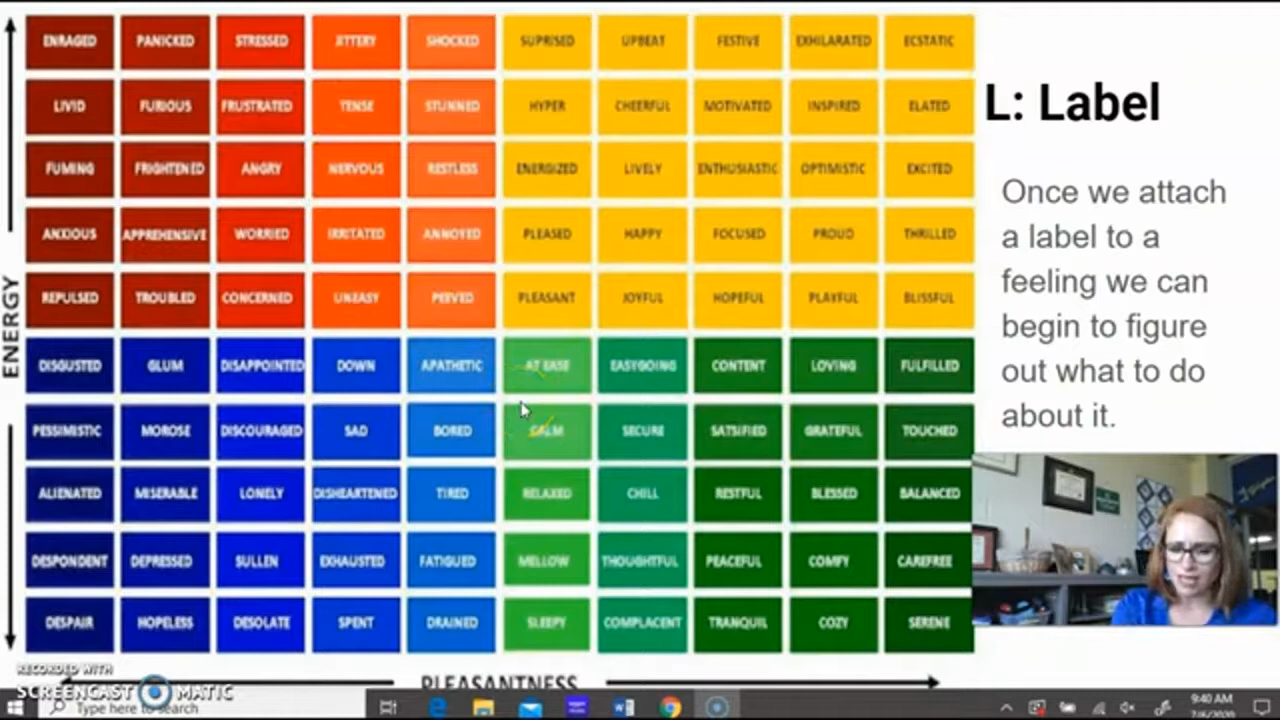 ENRAGED PANICKED STRESSED JITTERY SHOCKED SUPRISED UPBEAT FESTIVE EXHILARATED ECSTATIC
LIVID FURIOUS FRUSTRATED TENSE STUNNED HYPER CHEERFUL MOTIVATED INSPIRED ELATED
FUMING FRIGHTENED ANGRY NERVOUS RESTLESS ENERGIZED LIVELY ENTHUSIASTIC OPTIMISTIC EXCITED
ANXIOUS APPREHENSIVE WORRIED IRRITATED ANNOYED PLEASED HAPPY FOCUSED PROUD THRILLED
REPULSED TROUBLED CONCERNED UNEASY PEEVED PLEASANT JOYFUL HOPEFUL PLAYFUL BLISSFUL
DISGUSTED GLUM DISAPPOINTED DOWN APATHETIC AT EASE EASYGOING CONTENT LOVING FULFILLED
PESSIMISTIC MOROSE DISCOURAGED SAD BORED CALM SECURE SATSIFIED GRATEFUL TOUCHED
ALIENATED MISERABLE LONELY DISHEARTENED TIRED RELAXED CHILL RESTFUL BLESSED BALANCED
DESPONDENT DEPRESSED SULLEN EXHAUSTED FATIGUED MELLOW THOUGHTFUL PEACEFUL COMFY CAREFREE
DESPAIR HOPELESS DESOLATE SPENT DRAINED SLEEPY COMPLACENT TRANQUIL COZY SERENE
ENERGY
PLEASANTNESS
L: Label
Once we attach
a label to a
feeling we can
begin to figure
out what to do
about it.
RECORDED WITH
SCREENCAST MATIC
Type here to search
9:40 AM